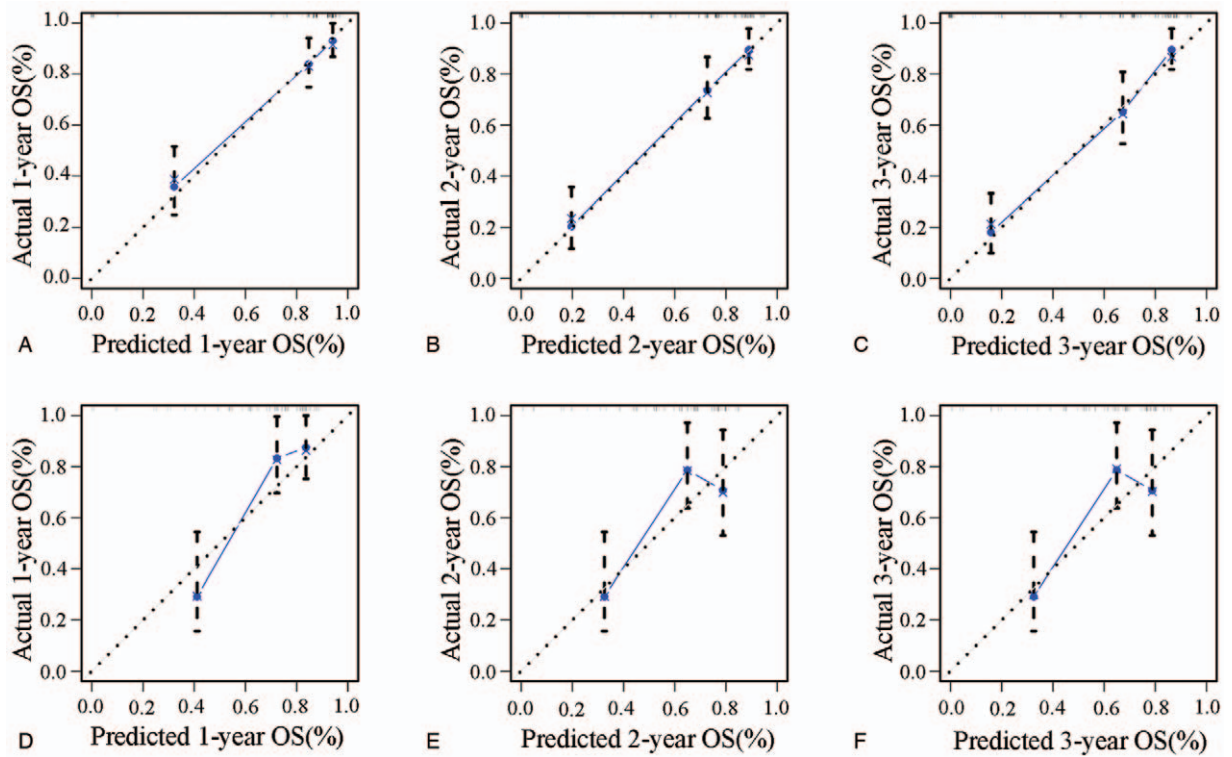 Actual 1-year OS(%)
1.0
0.8
0.6
0.4
0.2
0.0
0.0 0.2 0.4 0.6 0.8 1.0
A Predicted 1-year OS(%)
Actual 2-year OS(%)
1.0
0.8
0.6
0.4
0.2
0.0
0.0 0.2 0.4 0.6 0.8 1.0
B Predicted 2-year OS(%)
Actual 3-year OS(%)
1.0
0.8
0.6
0.4
0.2
0.0
0.0 0.2 0.4 0.6 0.8 1.0
C Predicted 3-year OS(%)
Actual 1-year OS(%)
1.0
0.8
0.6
0.4
0.2
0.0
0.0 0.2 0.4 0.6 0.8 1.0
D Predicted 1-year OS(%)
Actual 2-year OS(%)
1.0
0.8
0.6
0.4
0.2
0.0
0.0 0.2 0.4 0.6 0.8 1.0
E Predicted 2-year OS(%)
Actual 3-year OS(%)
1.0
0.8
0.6
0.4
0.2
0.0
0.0 0.2 0.4 0.6 0.8 1.0
F Predicted 3-year OS(%)